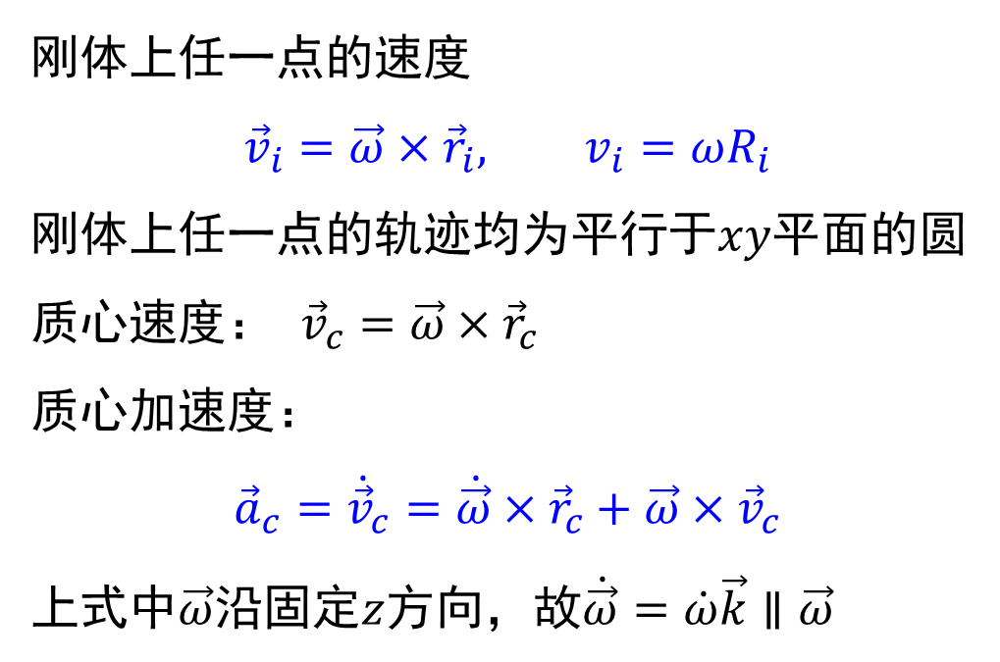 刚体上任一点的速度
$\vec{v}_i = \vec{\omega} \times \vec{r}_i, \quad v_i = \omega R_i$
刚体上任一点的轨迹均为平行于$xy$平面的圆
质心速度： $\vec{v}_c = \vec{\omega} \times \vec{r}_c$
质心加速度：
$\vec{a}_c = \dot{\vec{v}}_c = \dot{\vec{\omega}} \times \vec{r}_c + \vec{\omega} \times \vec{v}_c$
上式中$\vec{\omega}$沿固定$z$方向，故$\dot{\vec{\omega}} = \dot{\omega}\vec{k} \parallel \vec{\omega}$